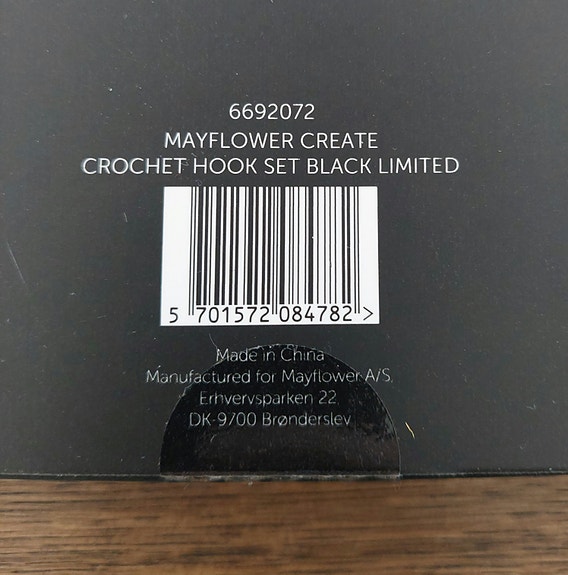 6692072
MAYFLOWER CREATE
CROCHET HOOK SET BLACK LIMITED
5 701572 084782 >
Made in China
Manufactured for Mayflower A/S
Erhvervsparken 22
DK-9700 Brønderslev